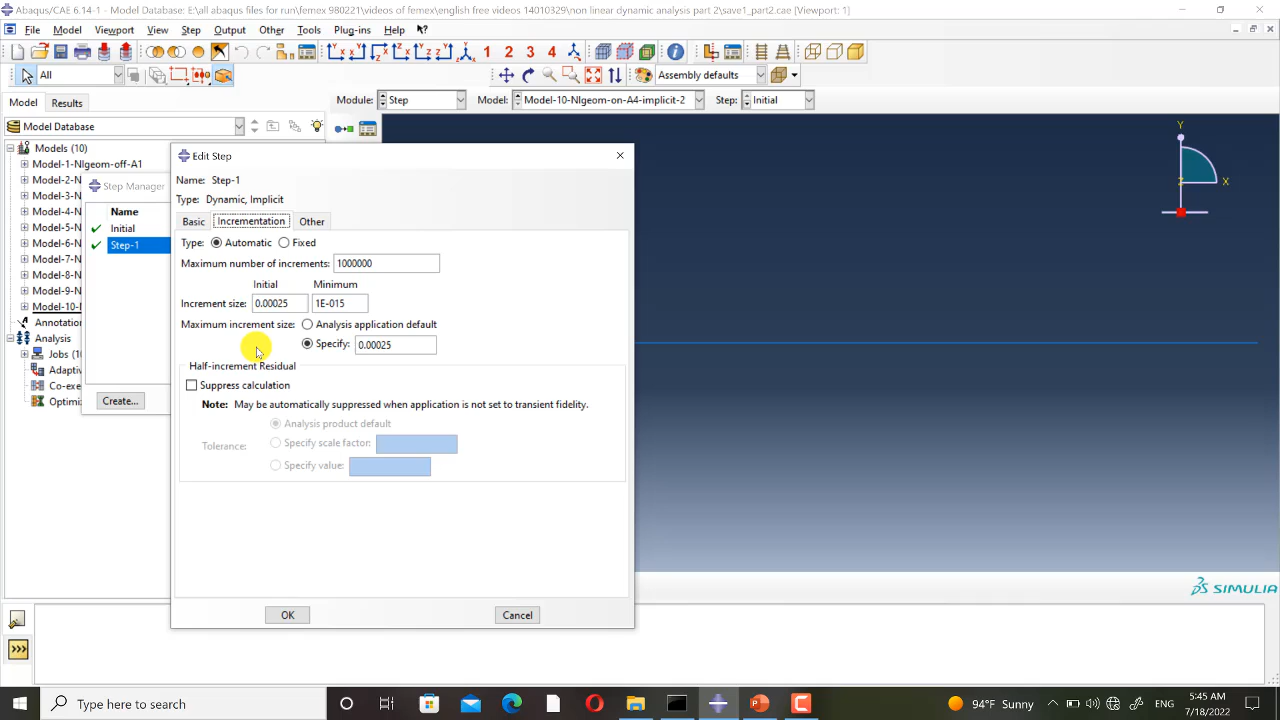 Abaqus/CAE 6.14-1 - Model Database: E:\all abaqus for run\femex 980221\videos of femex\english free videos 14010329\non linear dynamic analysis part 2\save1_part2.cae [Viewport: 1]
File Model Viewport View Step Output Other Tools Plug-ins Help
1 2 3 4
All Assembly defaults
Model Results Module: Step Model: Model-10-Nlgeom-on-A4-implicit-2 Step: Initial
Model Database
Models (10)
Model-1-Nlgeom-off-A1
Model-2-N
Model-3-N
Model-4-N
Model-5-N
Model-6-N
Model-7-N
Model-8-N
Model-9-N
Model-10-N
Annotation
Analysis
Jobs (10
Adaptiv
Co-exe
Optimiz
Step Manager
Name
Initial
Step-1
Create...
Edit Step
Name: Step-1
Type: Dynamic, Implicit
Basic Incrementation Other
Type: Automatic Fixed
Maximum number of increments: 1000000
Initial Minimum
Increment size: 0.00025 1E-015
Maximum increment size: Analysis application default
Specify: 0.00025
Half-increment Residual
Suppress calculation
Note: May be automatically suppressed when application is not set to transient fidelity.
Analysis product default
Tolerance: Specify scale factor:
Specify value:
OK Cancel
Y
Z X
SIMULIA
>>>
Type here to search
94°F Sunny
ENG
5:45 AM
7/18/2022